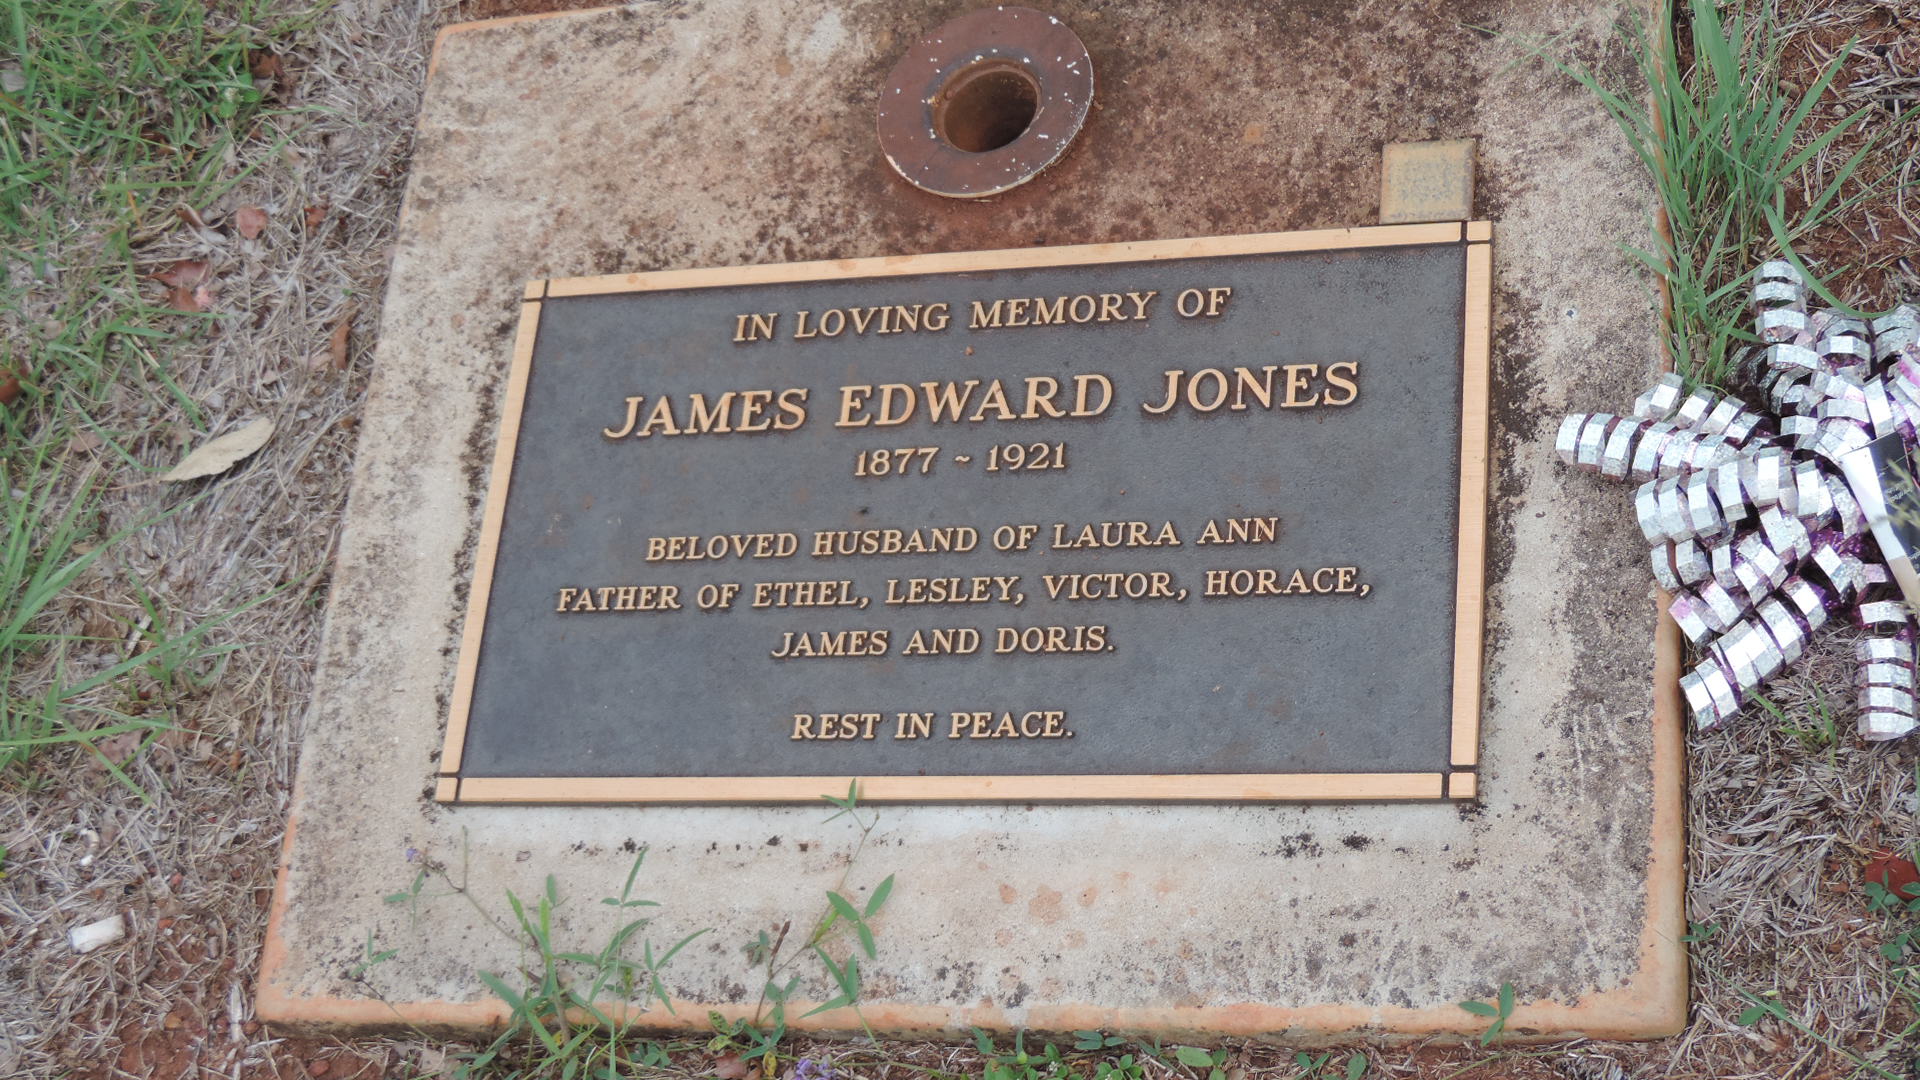 IN LOVING MEMORY OF
JAMES EDWARD JONES
1877 ~ 1921
BELOVED HUSBAND OF LAURA ANN
FATHER OF ETHEL, LESLEY, VICTOR, HORACE,
JAMES AND DORIS.
REST IN PEACE.